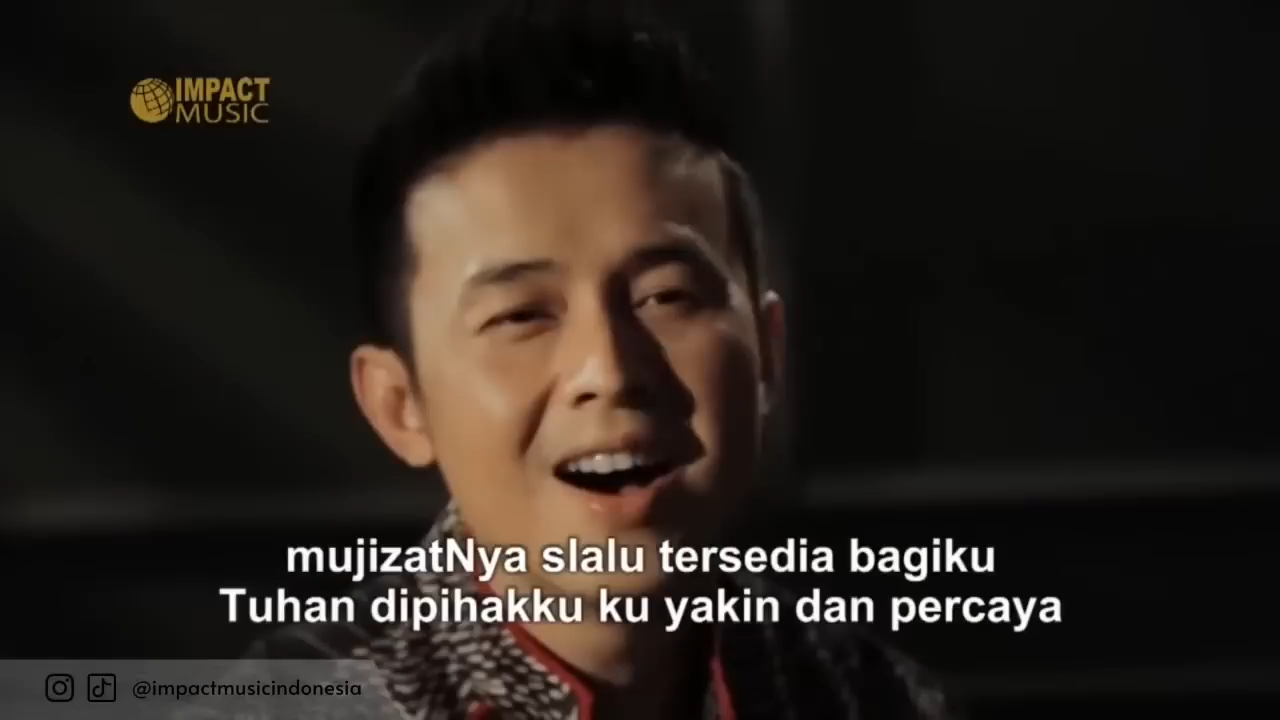 IMPACT
MUSIC
mujizatNya slalu tersedia bagiku
Tuhan dipihakku ku yakin dan percaya
@impactmusicindonesia